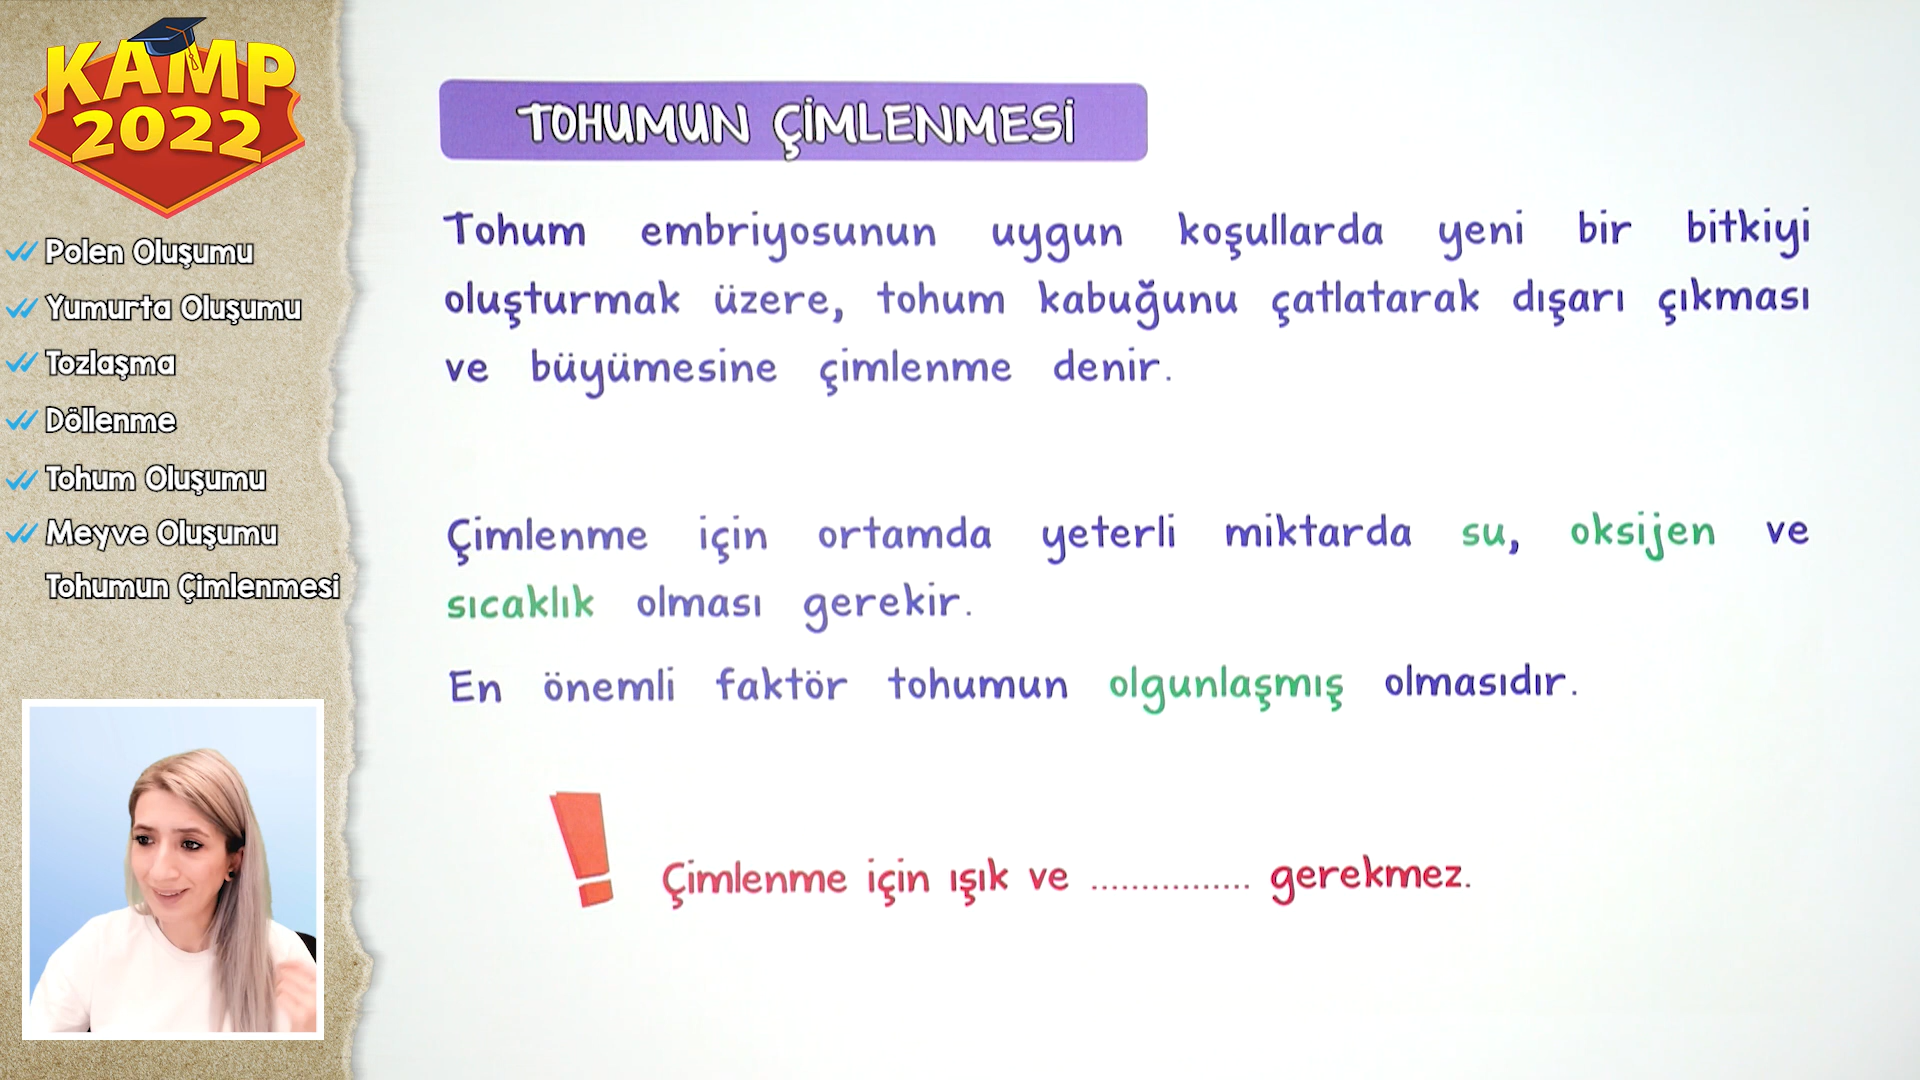 KAMP
2022
Polen Oluşumu
Yumurta Oluşumu
Tozlaşma
Döllenme
Tohum Oluşumu
Meyve Oluşumu
Tohumun Çimlenmesi
TOHUMUN ÇİMLENMESİ
Tohum embriyosunun uygun koşullarda yeni bir bitkiyi
oluşturmak üzere, tohum kabuğunu çatlatarak dışarı çıkması
ve büyümesine çimlenme denir.
Çimlenme için ortamda yeterli miktarda su, oksijen ve
sıcaklık olması gerekir.
En önemli faktör tohumun olgunlaşmış olmasıdır.
! Çimlenme için ışık ve ................ gerekmez.